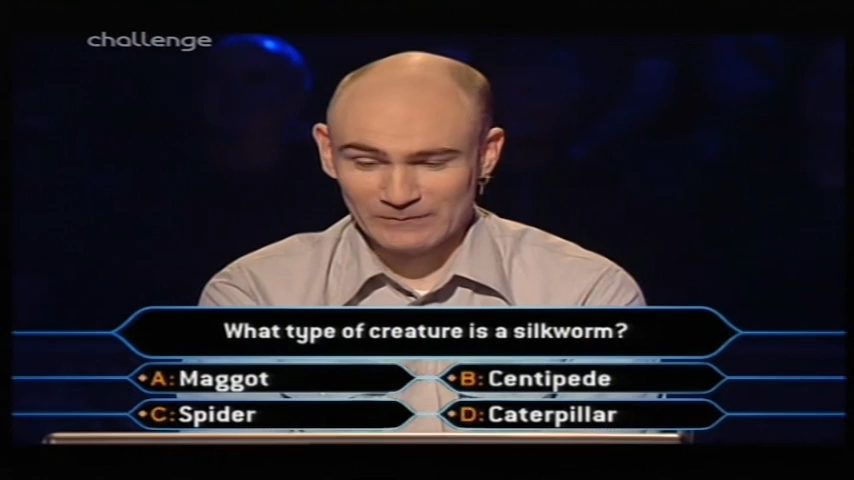 challenge
What type of creature is a silkworm?
A: Maggot
B: Centipede
C: Spider
D: Caterpillar